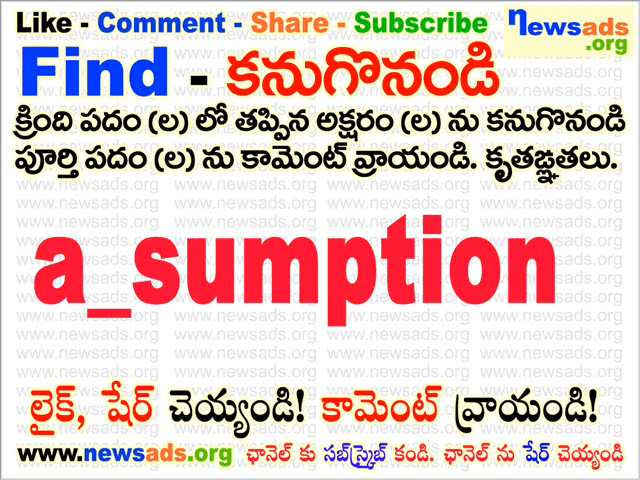 Like - Comment - Share - Subscribe
newsads
.org
Find - కనుగొనండి
క్రింది పదం (ల) లో తప్పిన అక్షరం (ల) ను కనుగొనండి
పూర్తి పదం (ల) ను కామెంట్ వ్రాయండి. కృతఙ్ఞతలు.
a_sumption
లైక్, షేర్ చెయ్యండి! కామెంట్ వ్రాయండి!
www.newsads.org ఛానెల్ కు సబ్‌స్క్రైబ్ కండి. ఛానెల్ ను షేర్ చెయ్యండి